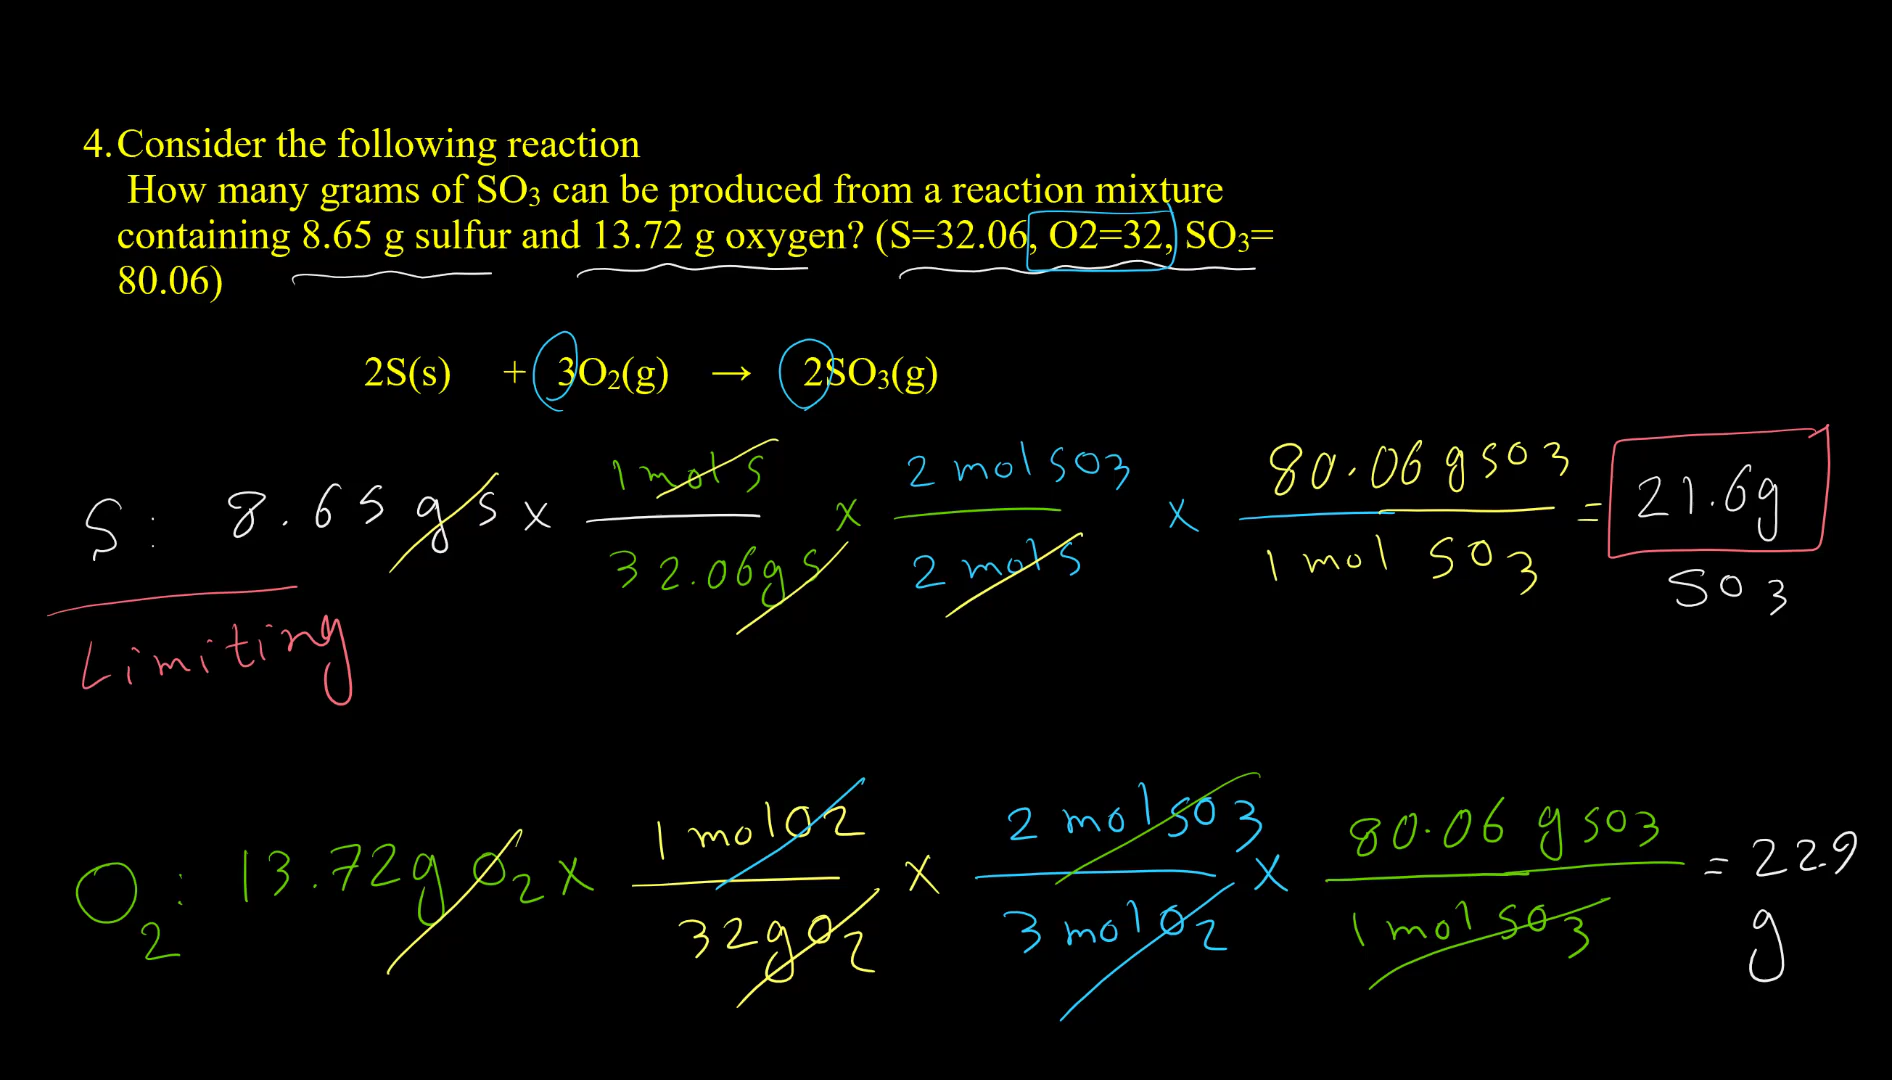 4. Consider the following reaction
How many grams of SO3 can be produced from a reaction mixture
containing 8.65 g sulfur and 13.72 g oxygen? (S=32.06, O2=32, SO3=
80.06)
2S(s) + 3O2(g) → 2SO3(g)
S: 8.65 g S x 1 mol S / 32.06 g S x 2 mol SO3 / 2 mol S x 80.06 g SO3 / 1 mol SO3 = 21.6g
SO3
Limiting
O2: 13.72g O2 x 1 mol O2 / 32 g O2 x 2 mol SO3 / 3 mol O2 x 80.06 g SO3 / 1 mol SO3 = 22.9
g